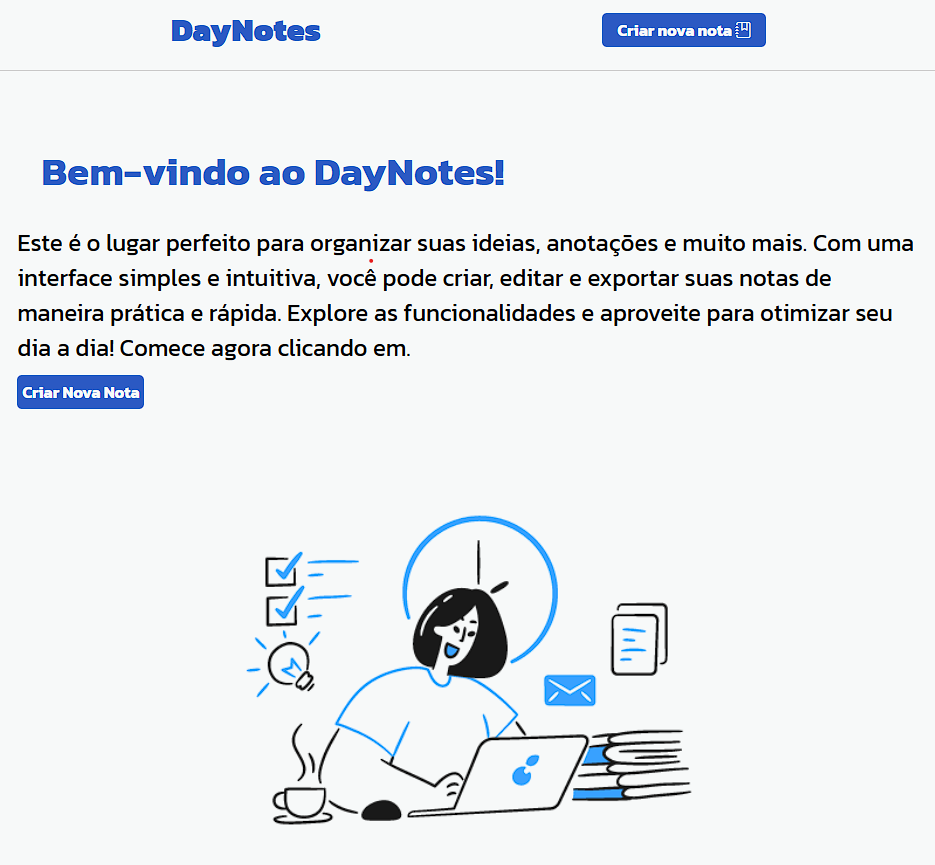 DayNotes
Criar nova nota
Bem-vindo ao DayNotes!
Este é o lugar perfeito para organizar suas ideias, anotações e muito mais. Com uma
interface simples e intuitiva, você pode criar, editar e exportar suas notas de
maneira prática e rápida. Explore as funcionalidades e aproveite para otimizar seu
dia a dia! Comece agora clicando em.
Criar Nova Nota